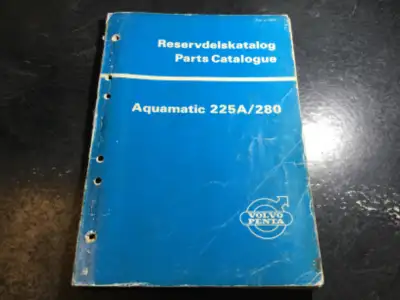 Reservdelskatalog
Parts Catalogue
Aquamatic 225A/280
VOLVO
PENTA